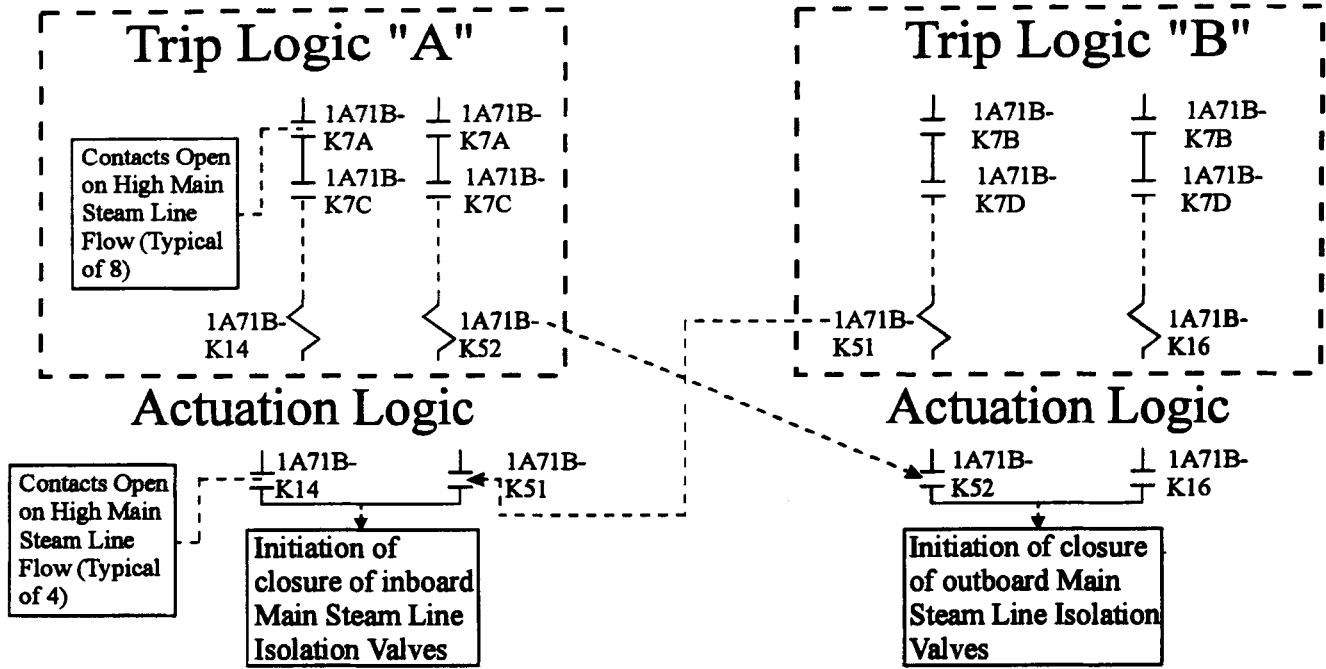 Trip Logic "A"
Trip Logic "B"
1A71B-
K7A
1A71B-
K7A
1A71B-
K7B
1A71B-
K7B
Contacts Open
on High Main
Steam Line
Flow (Typical
of 8)
1A71B-
K7C
1A71B-
K7C
1A71B-
K7D
1A71B-
K7D
1A71B-
K14
1A71B-
K52
1A71B-
K51
1A71B-
K16
Actuation Logic
Actuation Logic
Contacts Open
on High Main
Steam Line
Flow (Typical
of 4)
1A71B-
K14
1A71B-
K51
1A71B-
K52
1A71B-
K16
Initiation of
closure of inboard
Main Steam Line
Isolation Valves
Initiation of closure
of outboard Main
Steam Line Isolation
Valves